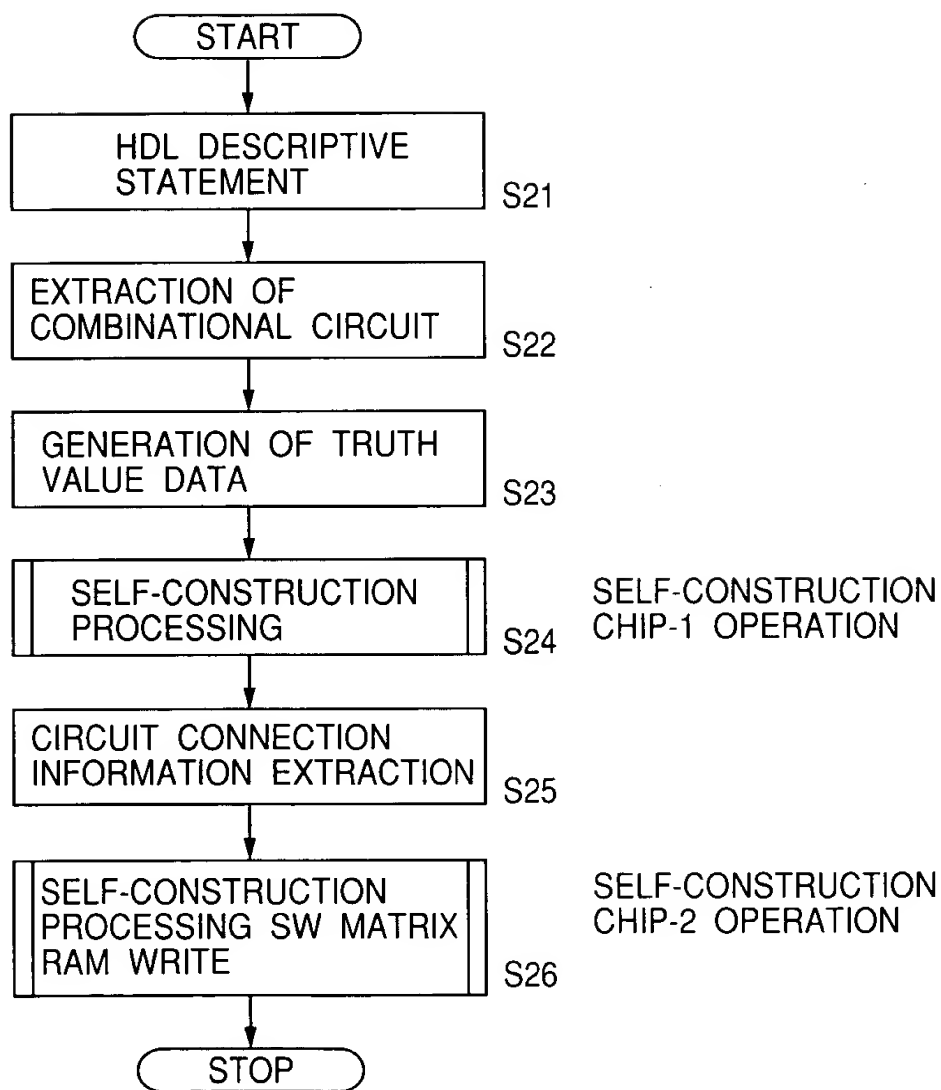 START
HDL DESCRIPTIVE
STATEMENT
S21
EXTRACTION OF
COMBINATIONAL CIRCUIT
S22
GENERATION OF TRUTH
VALUE DATA
S23
SELF-CONSTRUCTION
PROCESSING
S24
SELF-CONSTRUCTION
CHIP-1 OPERATION
CIRCUIT CONNECTION
INFORMATION EXTRACTION
S25
SELF-CONSTRUCTION
PROCESSING SW MATRIX
RAM WRITE
S26
SELF-CONSTRUCTION
CHIP-2 OPERATION
STOP